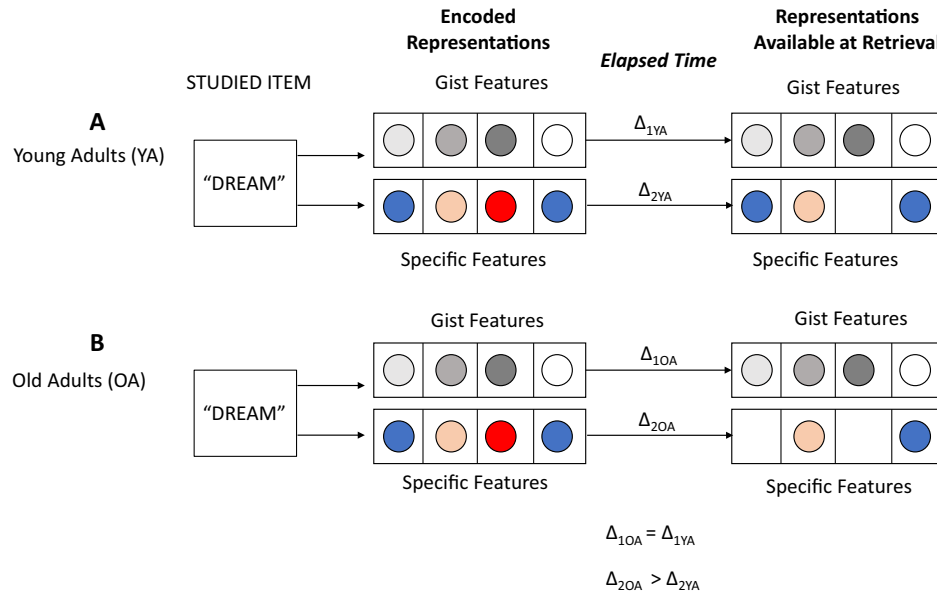 Encoded
Representations
Representations
Available at Retrieval
Elapsed Time
STUDIED ITEM
Gist Features
Gist Features
A
Young Adults (YA)
"DREAM"
Δ1YA
Δ2YA
Specific Features
Specific Features
Gist Features
Gist Features
B
Old Adults (OA)
"DREAM"
Δ1OA
Δ2OA
Specific Features
Specific Features
Δ1OA = Δ1YA
Δ2OA > Δ2YA